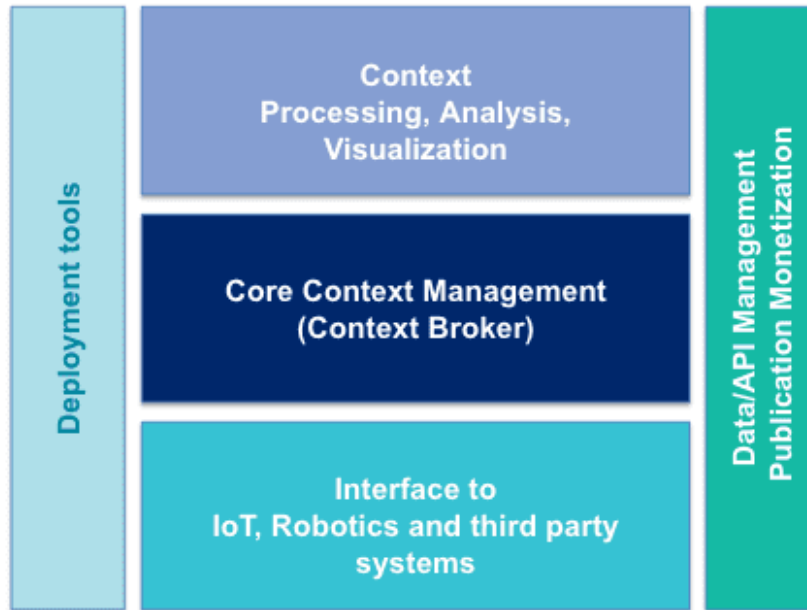 Deployment tools
Context
Processing, Analysis,
Visualization
Core Context Management
(Context Broker)
Interface to
IoT, Robotics and third party
systems
Data/API Management
Publication Monetization